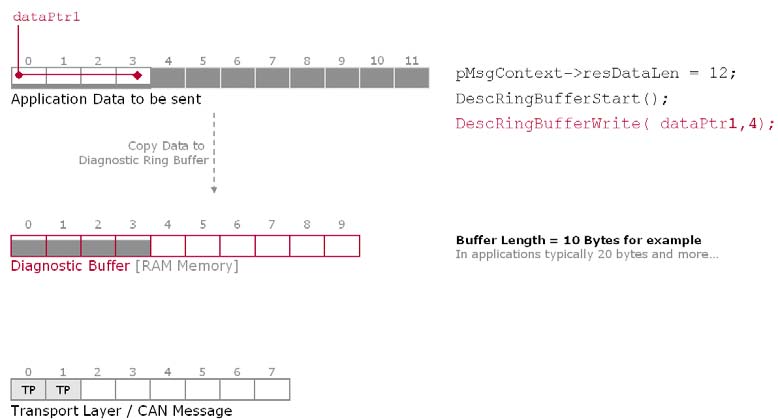 dataPtr1
0 1 2 3 4 5 6 7 8 9 10 11
Application Data to be sent
pMsgContext->resDataLen = 12;
DescRingBufferStart();
DescRingBufferWrite( dataPtr1,4);
Copy Data to
Diagnostic Ring Buffer
0 1 2 3 4 5 6 7 8 9
Diagnostic Buffer [RAM Memory]
Buffer Length = 10 Bytes for example
In applications typically 20 bytes and more...
0 1 2 3 4 5 6 7
TP TP
Transport Layer / CAN Message